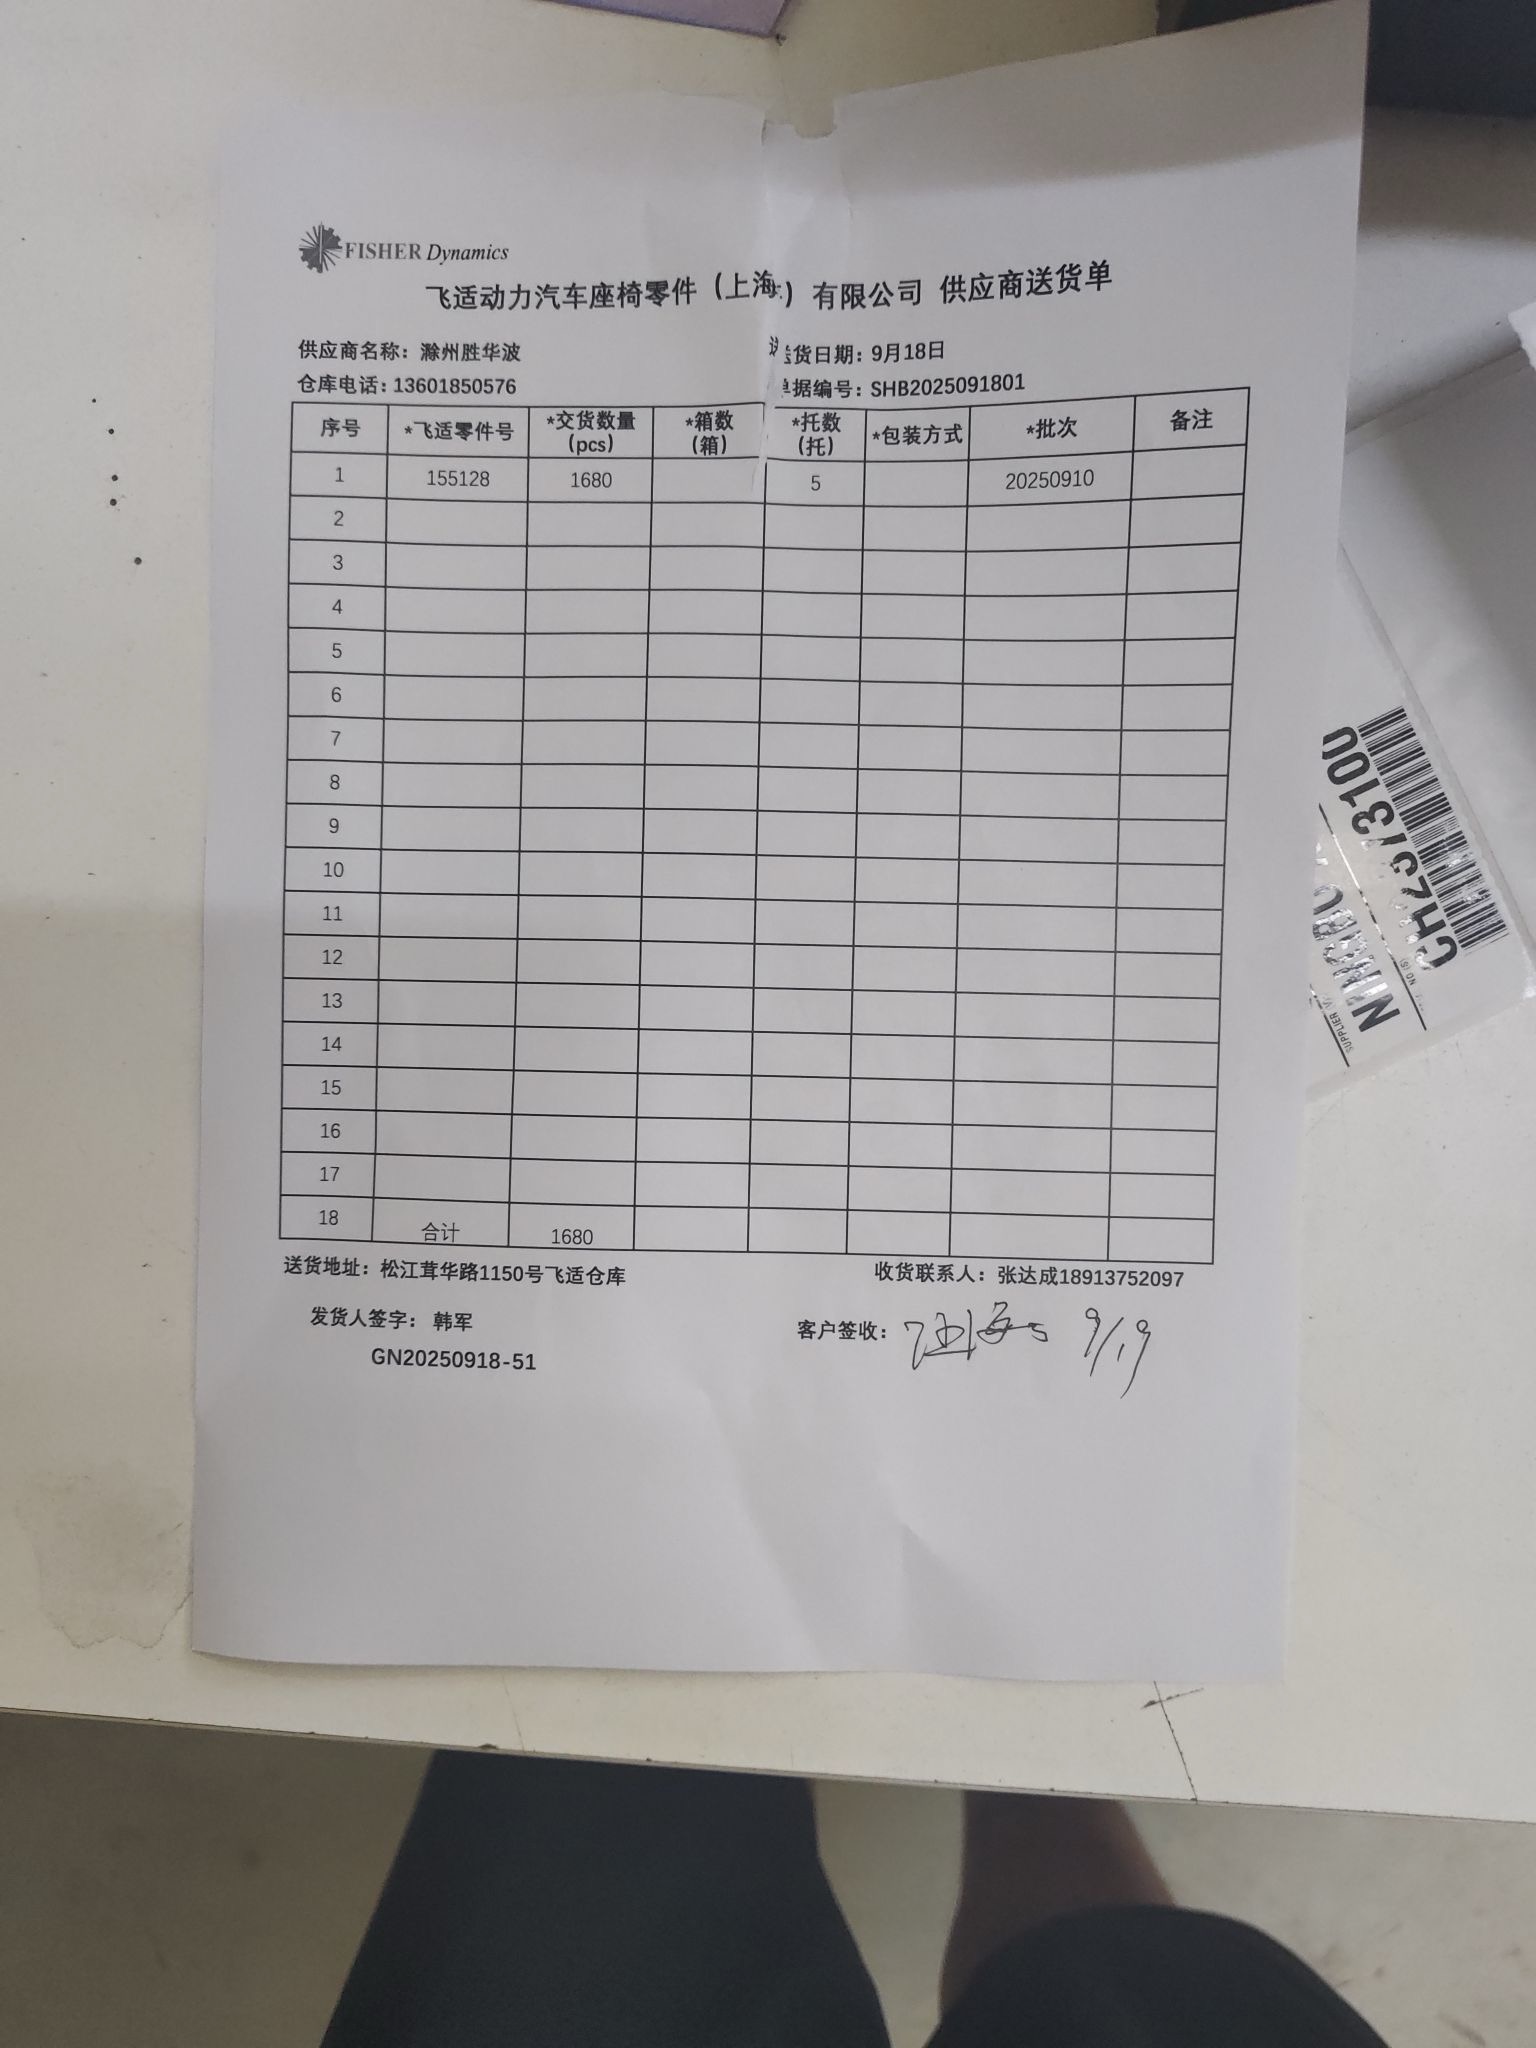 FISHER Dynamics
飞适动力汽车座椅零件（上海）有限公司 供应商送货单
供应商名称：滁州胜华波 送货日期：9月18日
仓库电话：13601850576 单据编号：SHB2025091801
序号 *飞适零件号 *交货数量(pcs) *箱数(箱) *托数(托) *包装方式 *批次 备注
1 155128 1680 5 20250910
2
3
4
5
6
7
8
9
10
11
12
13
14
15
16
17
18 合计 1680
送货地址：松江茸华路1150号飞适仓库 收货联系人：张达成18913752097
发货人签字：韩军 客户签收： 9/19
GN20250918-51